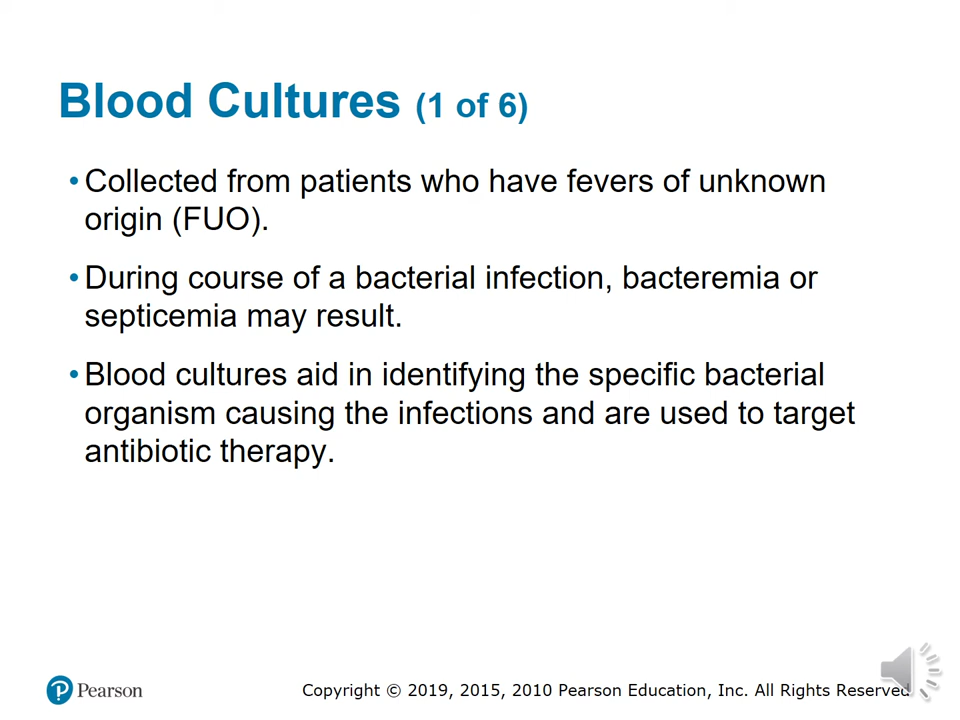 Blood Cultures (1 of 6)
• Collected from patients who have fevers of unknown
origin (FUO).
• During course of a bacterial infection, bacteremia or
septicemia may result.
• Blood cultures aid in identifying the specific bacterial
organism causing the infections and are used to target
antibiotic therapy.
Pearson
Copyright © 2019, 2015, 2010 Pearson Education, Inc. All Rights Reserved